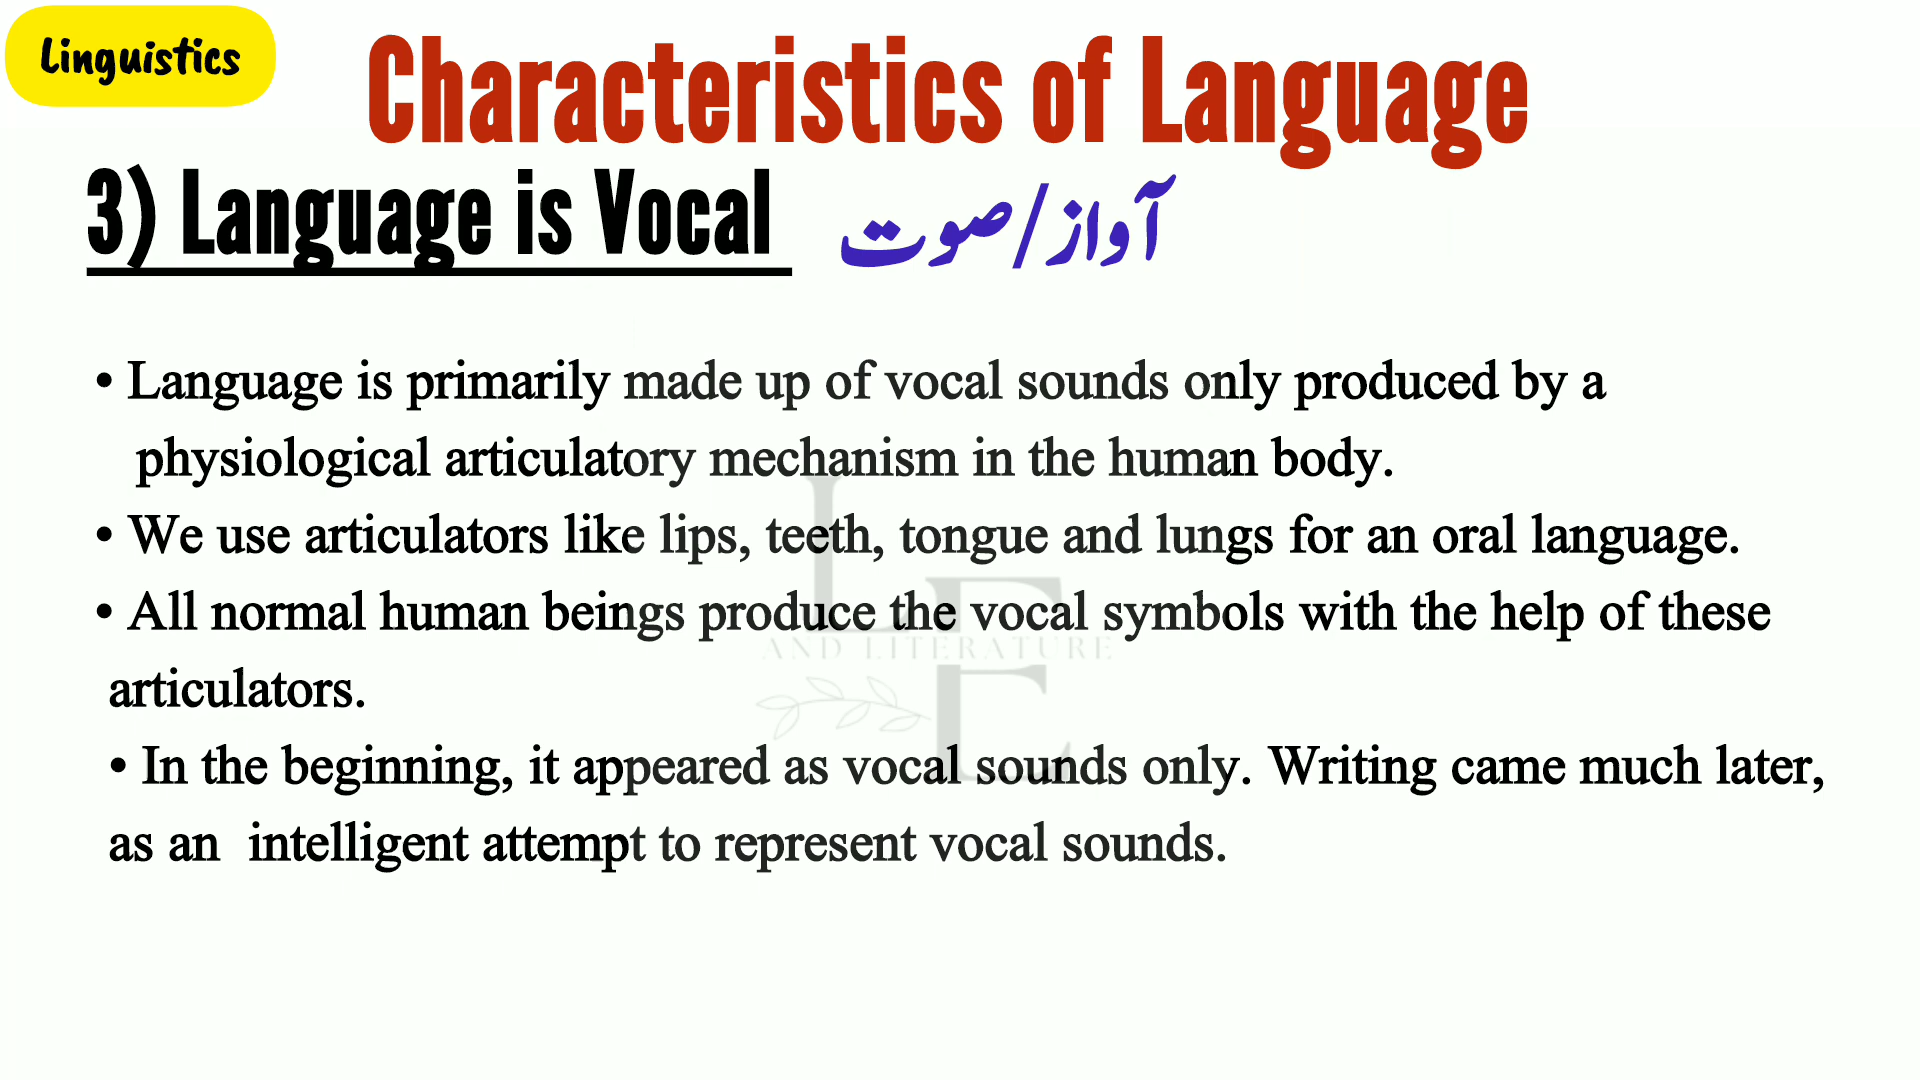 Linguistics
Characteristics of Language
3) Language is Vocal آواز/صوت
• Language is primarily made up of vocal sounds only produced by a
physiological articulatory mechanism in the human body.
• We use articulators like lips, teeth, tongue and lungs for an oral language.
• All normal human beings produce the vocal symbols with the help of these
AND LITERATURE
articulators.
• In the beginning, it appeared as vocal sounds only. Writing came much later,
as an intelligent attempt to represent vocal sounds.
L
E